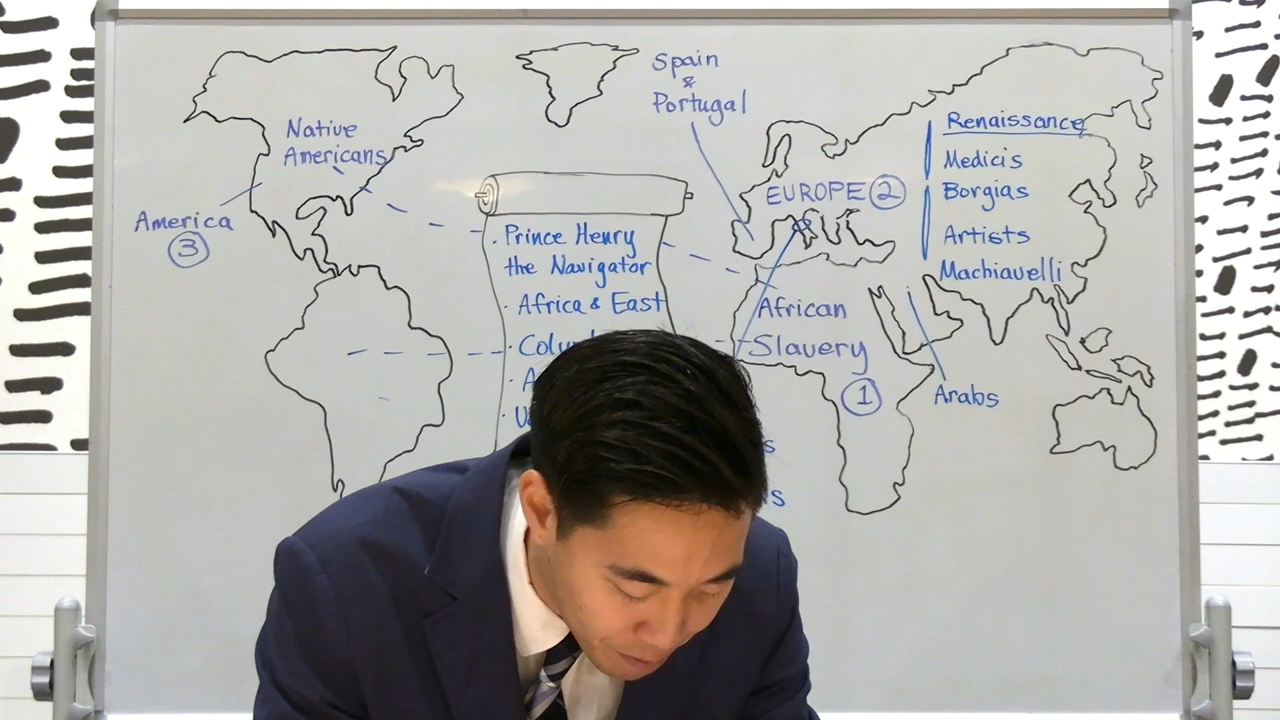 Spain
&
Portugal
Native
Americans
America
3
EUROPE 2
Renaissance
Medicis
Borgias
Artists
Machiavelli
· Prince Henry
the Navigator
· Africa & East
African
Slavery
1
Arabs